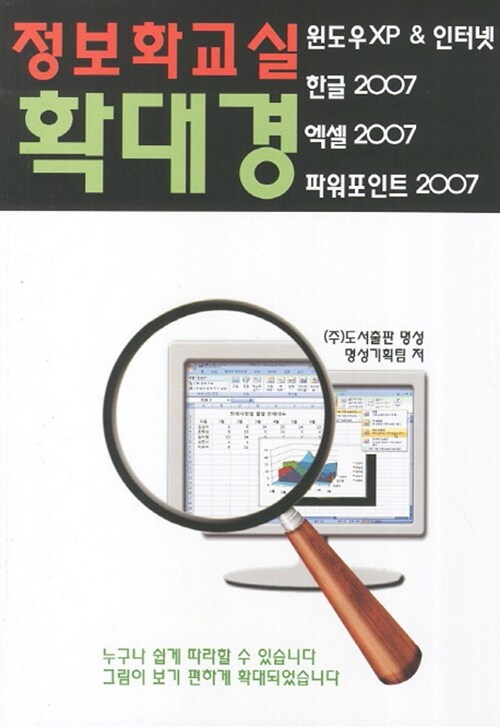 정보화교실
확대경
윈도우XP & 인터넷
한글 2007
엑셀 2007
파워포인트 2007
(주)도서출판 명성
명성기획팀 저
누구나 쉽게 따라할 수 있습니다
그림이 보기 편하게 확대되었습니다